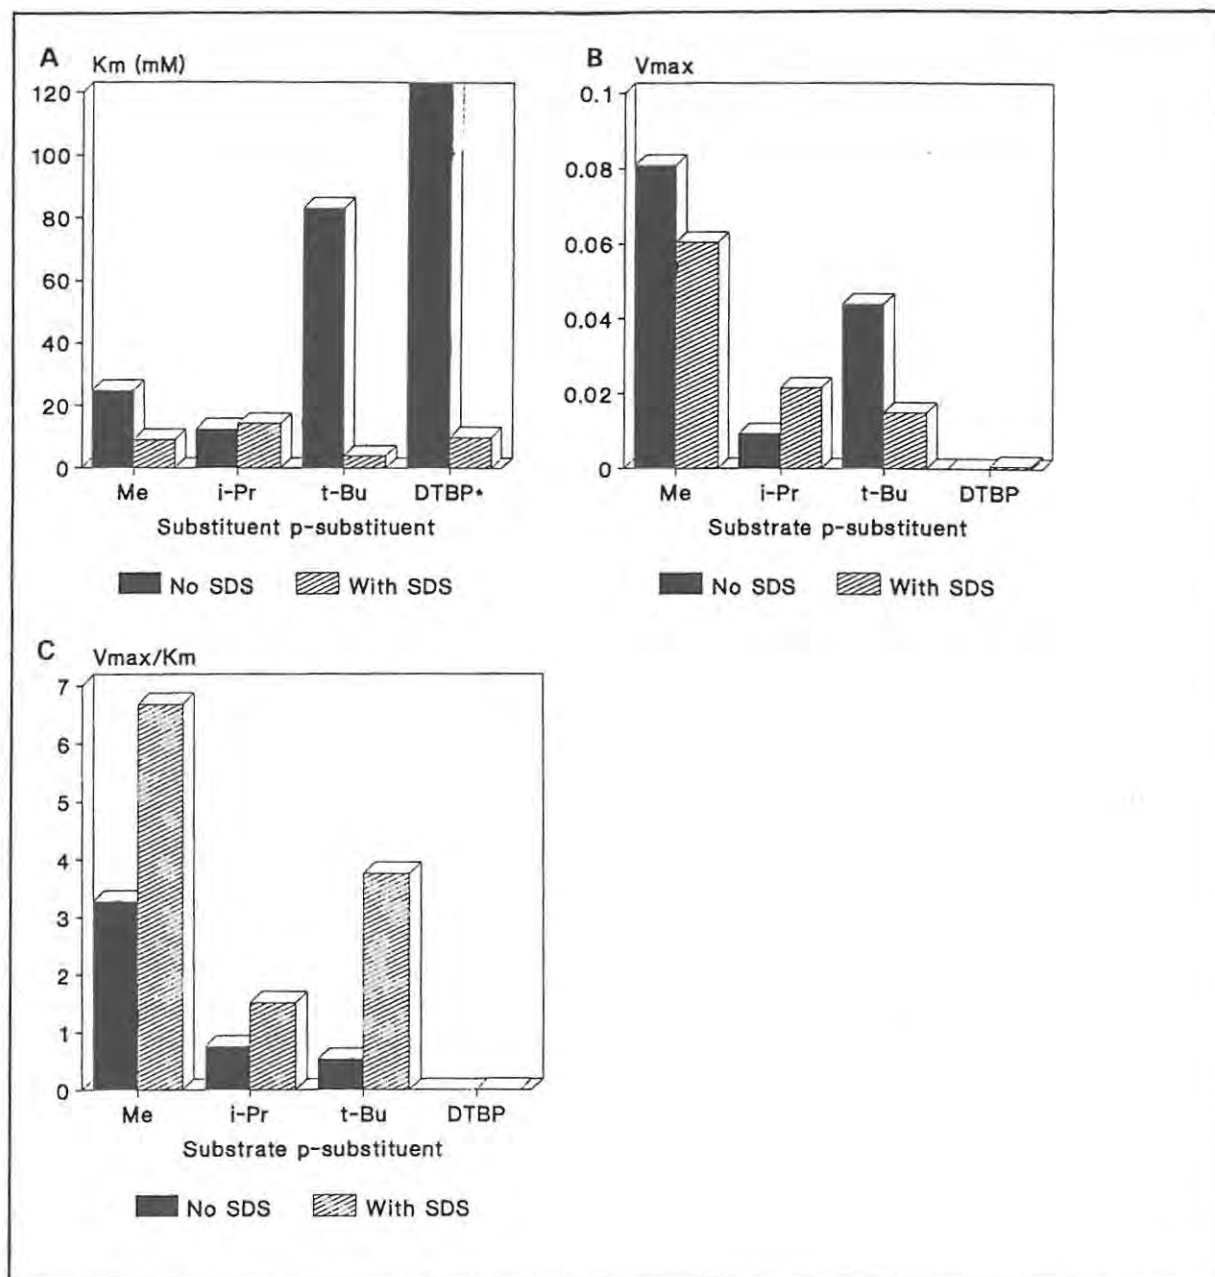 A
Km (mM)
120
100
80
60
40
20
0
Me i-Pr t-Bu DTBP*
Substituent p-substituent
No SDS With SDS
B
Vmax
0.1
0.08
0.06
0.04
0.02
0
Me i-Pr t-Bu DTBP
Substrate p-substituent
No SDS With SDS
C
Vmax/Km
7
6
5
4
3
2
1
0
Me i-Pr t-Bu DTBP
Substrate p-substituent
No SDS With SDS